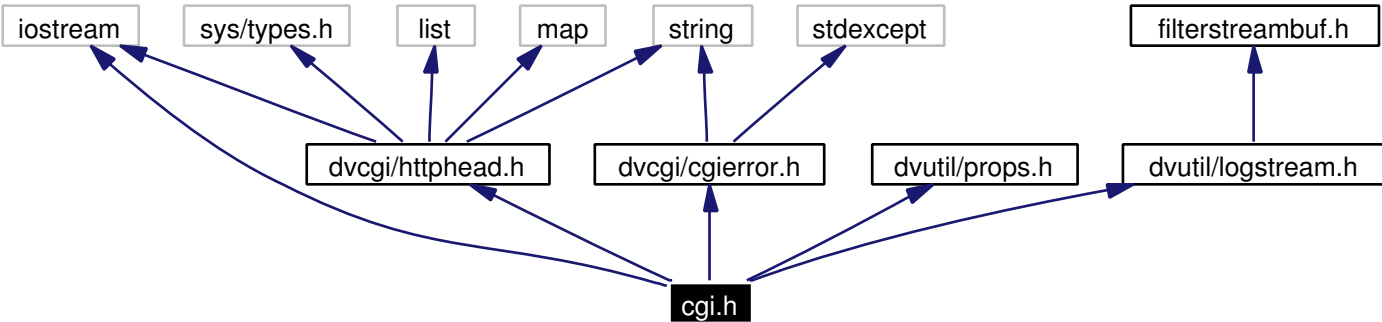 iostream
sys/types.h
list
map
string
stdexcept
filterstreambuf.h
dvcgi/httphead.h
dvcgi/cgierror.h
dvutil/props.h
dvutil/logstream.h
cgi.h